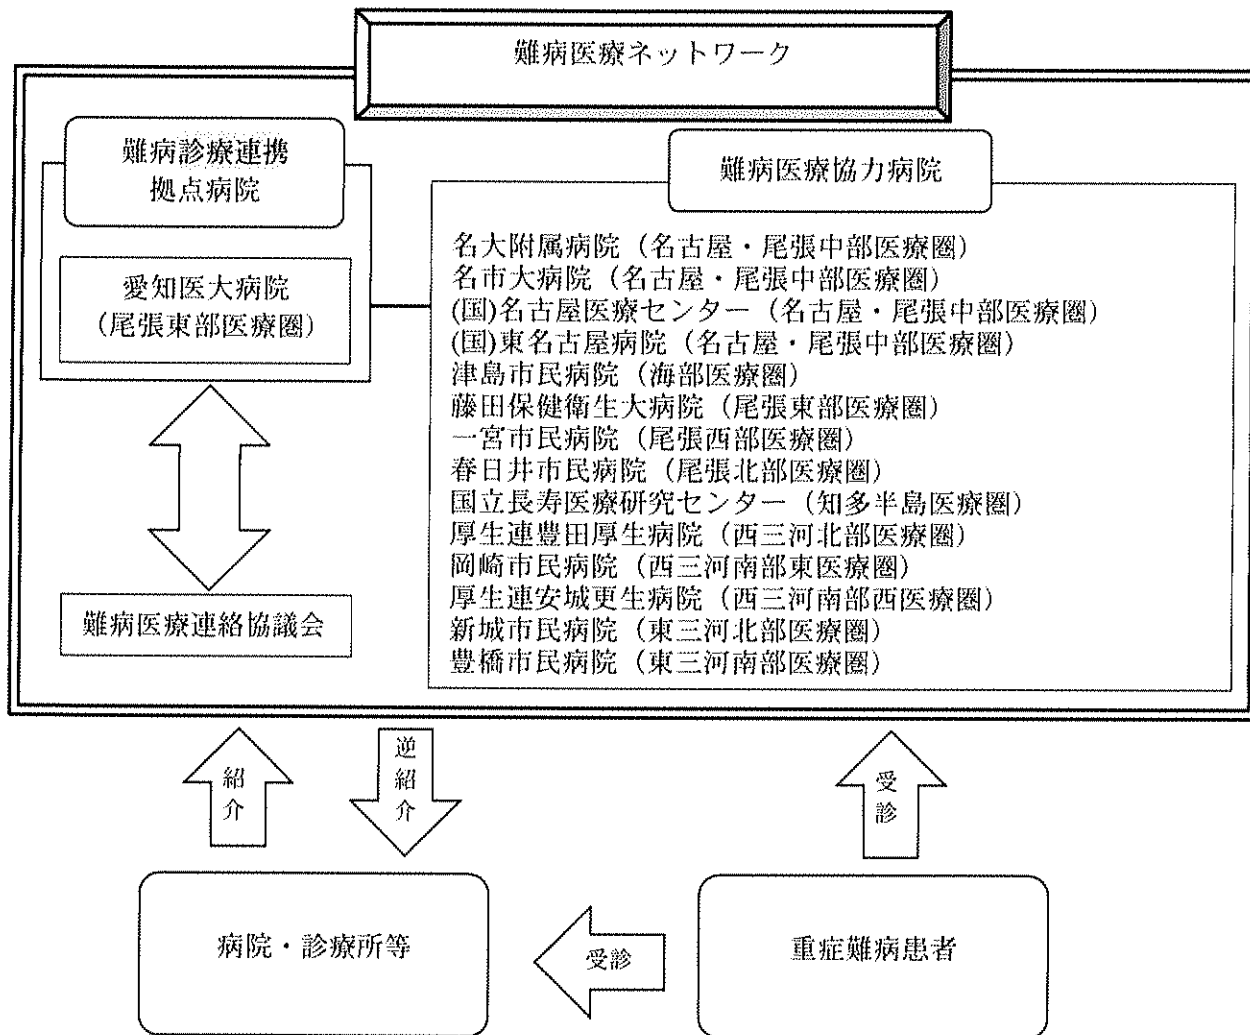 難病医療ネットワーク
難病診療連携
拠点病院
愛知医大病院
（尾張東部医療圏）
難病医療連絡協議会
難病医療協力病院
名大附属病院（名古屋・尾張中部医療圏）
名市大病院（名古屋・尾張中部医療圏）
(国)名古屋医療センター（名古屋・尾張中部医療圏）
(国)東名古屋病院（名古屋・尾張中部医療圏）
津島市民病院（海部医療圏）
藤田保健衛生大病院（尾張東部医療圏）
一宮市民病院（尾張西部医療圏）
春日井市民病院（尾張北部医療圏）
国立長寿医療研究センター（知多半島医療圏）
厚生連豊田厚生病院（西三河北部医療圏）
岡崎市民病院（西三河南部東医療圏）
厚生連安城更生病院（西三河南部西医療圏）
新城市民病院（東三河北部医療圏）
豊橋市民病院（東三河南部医療圏）
紹介
逆紹介
受診
病院・診療所等
受診
重症難病患者